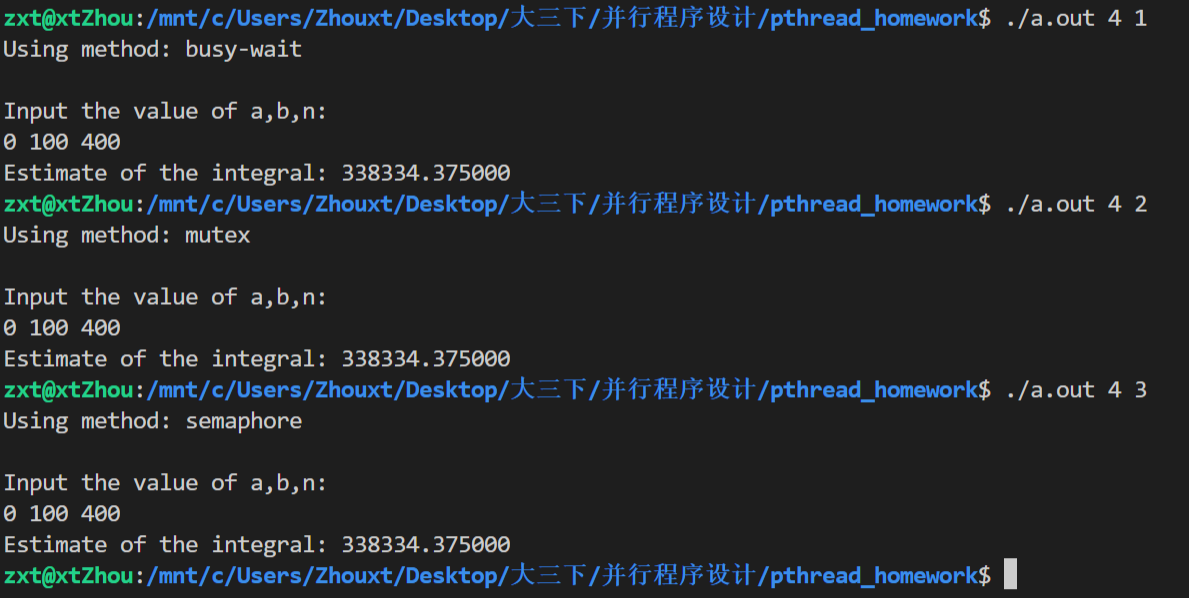 zxt@xtZhou:/mnt/c/Users/Zhouxt/Desktop/大三下/并行程序设计/pthread_homework$ ./a.out 4 1
Using method: busy-wait
Input the value of a,b,n:
0 100 400
Estimate of the integral: 338334.375000
zxt@xtZhou:/mnt/c/Users/Zhouxt/Desktop/大三下/并行程序设计/pthread_homework$ ./a.out 4 2
Using method: mutex
Input the value of a,b,n:
0 100 400
Estimate of the integral: 338334.375000
zxt@xtZhou:/mnt/c/Users/Zhouxt/Desktop/大三下/并行程序设计/pthread_homework$ ./a.out 4 3
Using method: semaphore
Input the value of a,b,n:
0 100 400
Estimate of the integral: 338334.375000
zxt@xtZhou:/mnt/c/Users/Zhouxt/Desktop/大三下/并行程序设计/pthread_homework$